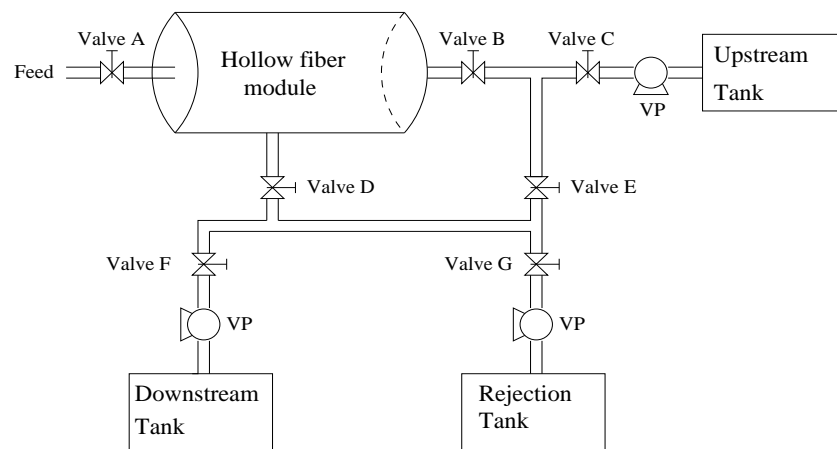 Valve A
Valve B
Valve C
Feed
Hollow fiber
module
Upstream
Tank
VP
Valve D
Valve E
Valve F
Valve G
VP
VP
Downstream
Tank
Rejection
Tank